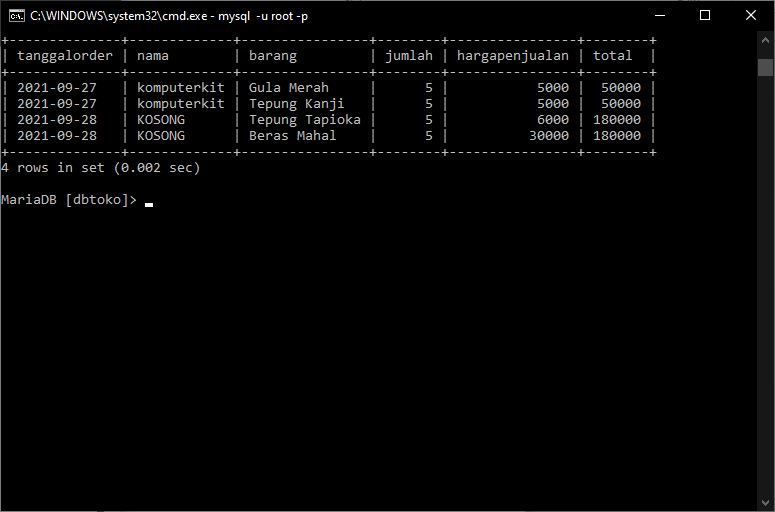 C:\WINDOWS\system32\cmd.exe - mysql  -u root -p
+--------------+-------------+----------------+--------+----------------+--------+
| tanggalorder | nama        | barang         | jumlah | hargapenjualan | total  |
+--------------+-------------+----------------+--------+----------------+--------+
| 2021-09-27   | komputerkit | Gula Merah     |      5 |           5000 |  50000 |
| 2021-09-27   | komputerkit | Tepung Kanji   |      5 |           5000 |  50000 |
| 2021-09-28   | KOSONG      | Tepung Tapioka |      5 |           6000 | 180000 |
| 2021-09-28   | KOSONG      | Beras Mahal    |      5 |          30000 | 180000 |
+--------------+-------------+----------------+--------+----------------+--------+
4 rows in set (0.002 sec)
MariaDB [dbtoko]> _